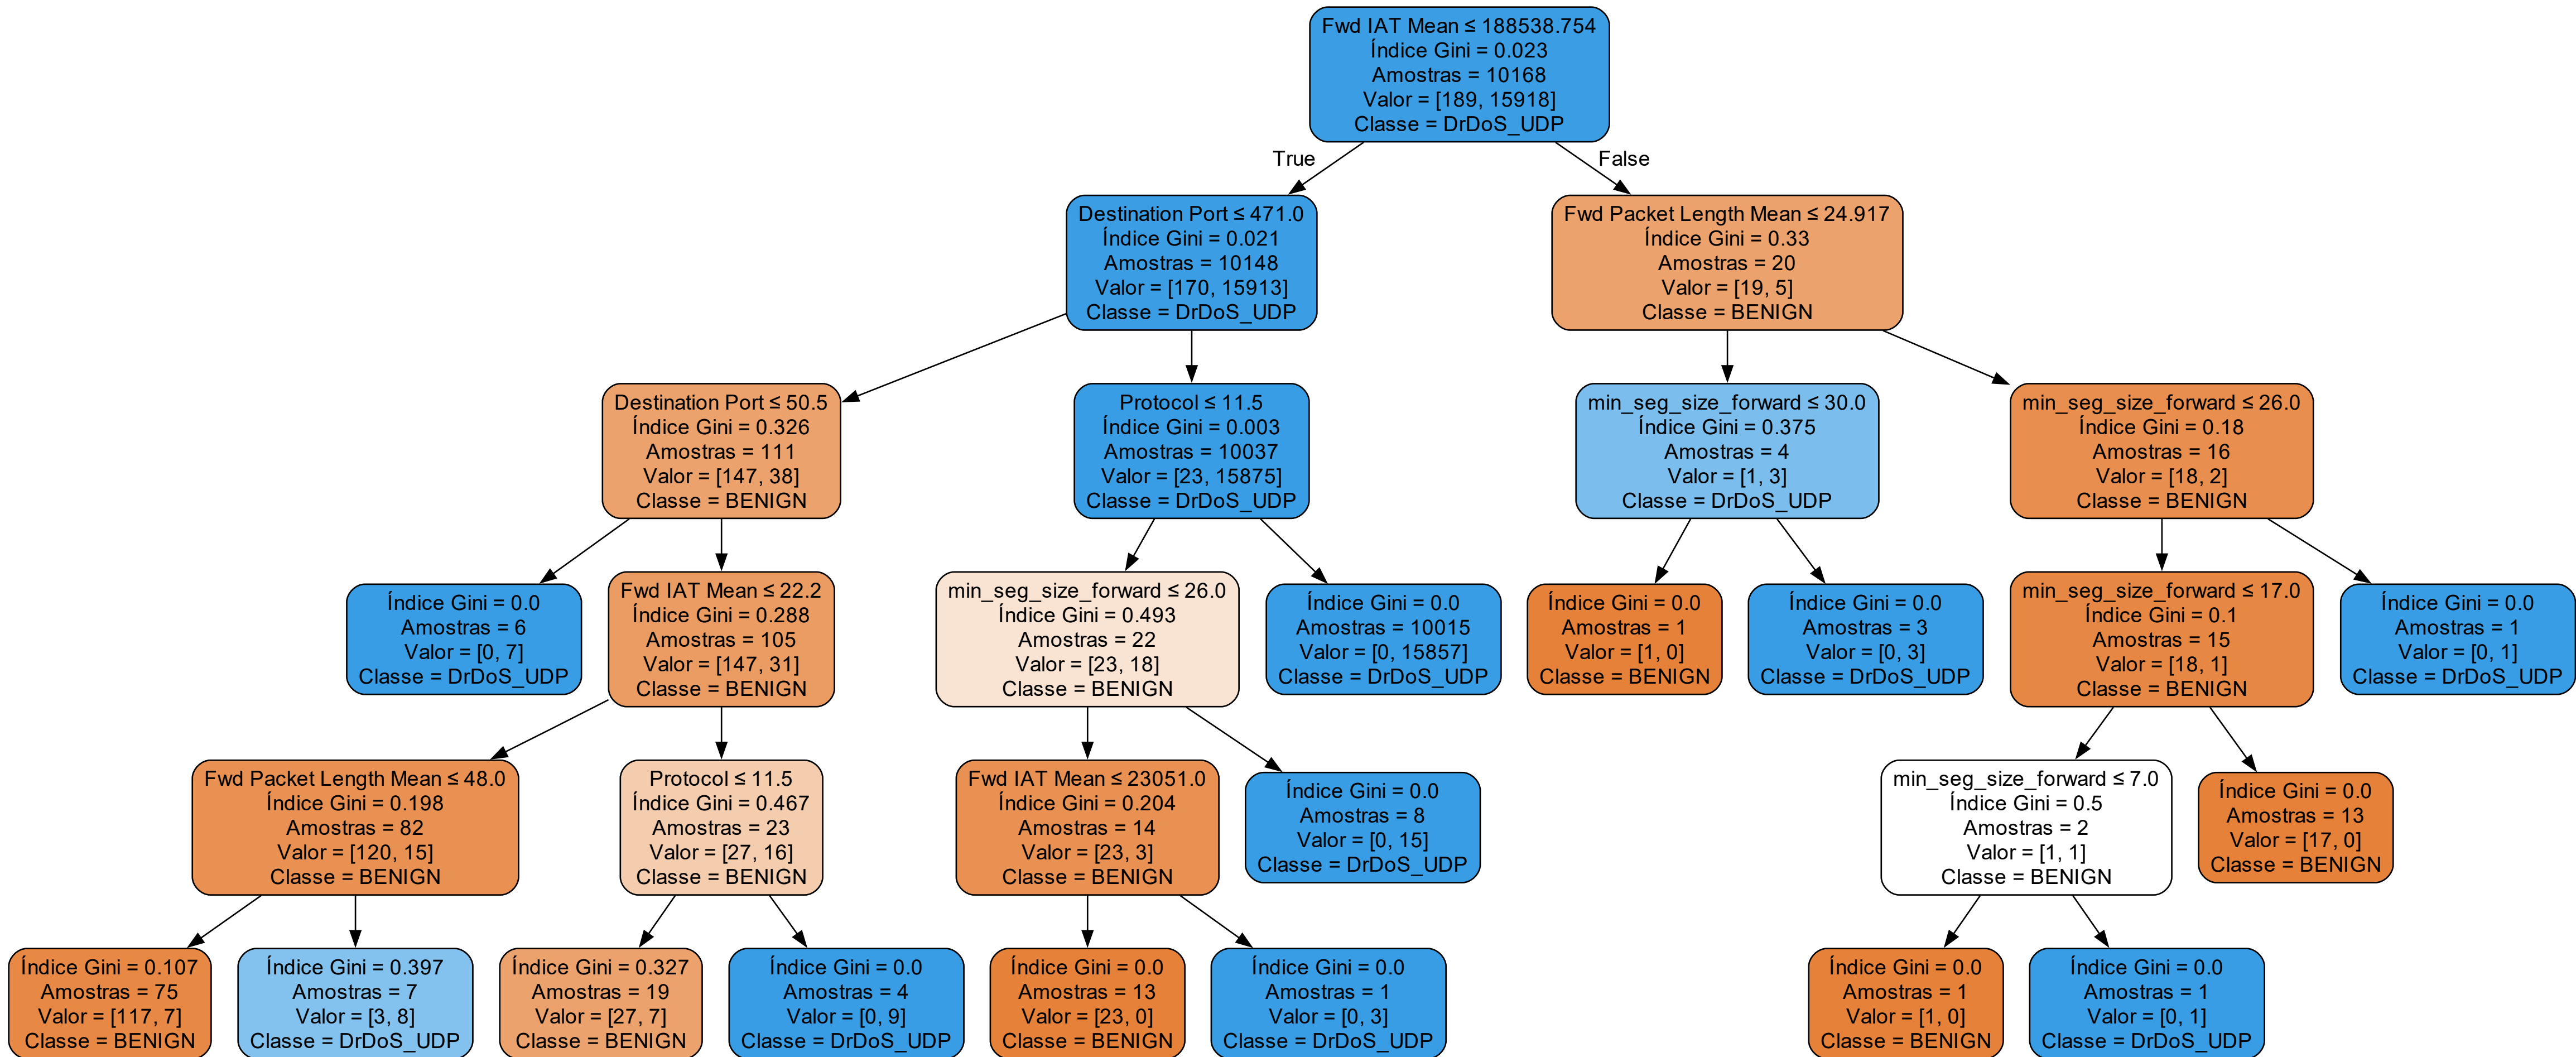 Fwd IAT Mean ≤ 188538.754
Índice Gini = 0.023
Amostras = 10168
Valor = [189, 15918]
Classe = DrDoS_UDP
True
False
Destination Port ≤ 471.0
Índice Gini = 0.021
Amostras = 10148
Valor = [170, 15913]
Classe = DrDoS_UDP
Fwd Packet Length Mean ≤ 24.917
Índice Gini = 0.33
Amostras = 20
Valor = [19, 5]
Classe = BENIGN
Destination Port ≤ 50.5
Índice Gini = 0.326
Amostras = 111
Valor = [147, 38]
Classe = BENIGN
Protocol ≤ 11.5
Índice Gini = 0.003
Amostras = 10037
Valor = [23, 15875]
Classe = DrDoS_UDP
min_seg_size_forward ≤ 30.0
Índice Gini = 0.375
Amostras = 4
Valor = [1, 3]
Classe = DrDoS_UDP
min_seg_size_forward ≤ 26.0
Índice Gini = 0.18
Amostras = 16
Valor = [18, 2]
Classe = BENIGN
Índice Gini = 0.0
Amostras = 6
Valor = [0, 7]
Classe = DrDoS_UDP
Fwd IAT Mean ≤ 22.2
Índice Gini = 0.288
Amostras = 105
Valor = [147, 31]
Classe = BENIGN
min_seg_size_forward ≤ 26.0
Índice Gini = 0.493
Amostras = 22
Valor = [23, 18]
Classe = BENIGN
Índice Gini = 0.0
Amostras = 10015
Valor = [0, 15857]
Classe = DrDoS_UDP
Índice Gini = 0.0
Amostras = 1
Valor = [1, 0]
Classe = BENIGN
Índice Gini = 0.0
Amostras = 3
Valor = [0, 3]
Classe = DrDoS_UDP
min_seg_size_forward ≤ 17.0
Índice Gini = 0.1
Amostras = 15
Valor = [18, 1]
Classe = BENIGN
Índice Gini = 0.0
Amostras = 1
Valor = [0, 1]
Classe = DrDoS_UDP
Fwd Packet Length Mean ≤ 48.0
Índice Gini = 0.198
Amostras = 82
Valor = [120, 15]
Classe = BENIGN
Protocol ≤ 11.5
Índice Gini = 0.467
Amostras = 23
Valor = [27, 16]
Classe = BENIGN
Fwd IAT Mean ≤ 23051.0
Índice Gini = 0.204
Amostras = 14
Valor = [23, 3]
Classe = BENIGN
Índice Gini = 0.0
Amostras = 8
Valor = [0, 15]
Classe = DrDoS_UDP
min_seg_size_forward ≤ 7.0
Índice Gini = 0.5
Amostras = 2
Valor = [1, 1]
Classe = BENIGN
Índice Gini = 0.0
Amostras = 13
Valor = [17, 0]
Classe = BENIGN
Índice Gini = 0.107
Amostras = 75
Valor = [117, 7]
Classe = BENIGN
Índice Gini = 0.397
Amostras = 7
Valor = [3, 8]
Classe = DrDoS_UDP
Índice Gini = 0.327
Amostras = 19
Valor = [27, 7]
Classe = BENIGN
Índice Gini = 0.0
Amostras = 4
Valor = [0, 9]
Classe = DrDoS_UDP
Índice Gini = 0.0
Amostras = 13
Valor = [23, 0]
Classe = BENIGN
Índice Gini = 0.0
Amostras = 1
Valor = [0, 3]
Classe = DrDoS_UDP
Índice Gini = 0.0
Amostras = 1
Valor = [1, 0]
Classe = BENIGN
Índice Gini = 0.0
Amostras = 1
Valor = [0, 1]
Classe = DrDoS_UDP